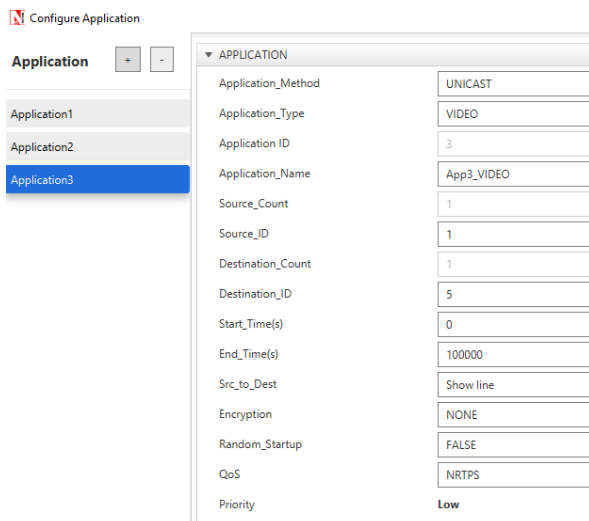 Configure Application
Application + -
Application1
Application2
Application3
▼ APPLICATION
Application_Method UNICAST
Application_Type VIDEO
Application ID 3
Application_Name App3_VIDEO
Source_Count 1
Source_ID 1
Destination_Count 1
Destination_ID 5
Start_Time(s) 0
End_Time(s) 100000
Src_to_Dest Show line
Encryption NONE
Random_Startup FALSE
QoS NRTPS
Priority Low